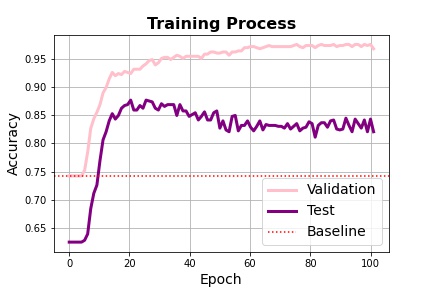 Training Process
Accuracy
0.95
0.90
0.85
0.80
0.75
0.70
0.65
Validation
Test
Baseline
0
20
40
60
80
100
Epoch